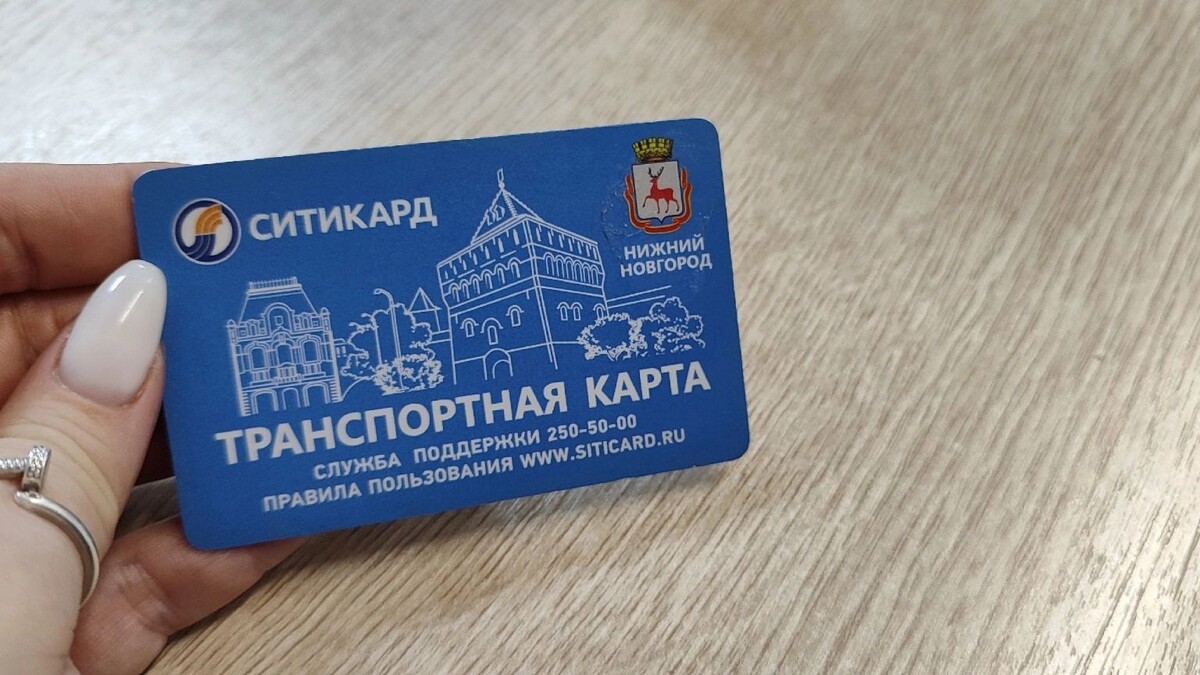 СИТИКАРД
НИЖНИЙ
НОВГОРОД
ТРАНСПОРТНАЯ КАРТА
СЛУЖБА ПОДДЕРЖКИ 250-50-00
ПРАВИЛА ПОЛЬЗОВАНИЯ WWW.SITICARD.RU